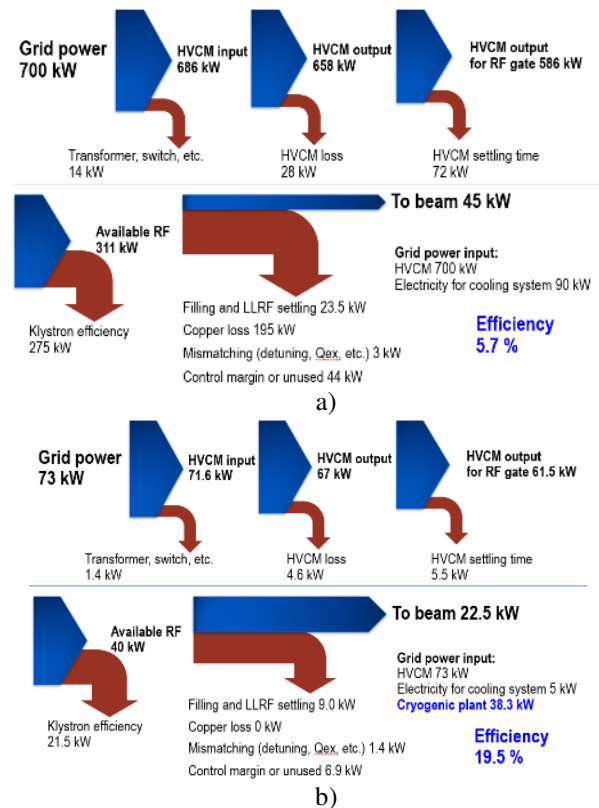 Grid power
700 kW
HVCM input
686 kW
HVCM output
658 kW
HVCM output
for RF gate 586 kW
Transformer, switch, etc.
14 kW
HVCM loss
28 kW
HVCM settling time
72 kW
Available RF
311 kW
To beam 45 kW
Klystron efficiency
275 kW
Filling and LLRF settling 23.5 kW
Copper loss 195 kW
Mismatching (detuning, Qex, etc.) 3 kW
Control margin or unused 44 kW
Grid power input:
HVCM 700 kW
Electricity for cooling system 90 kW
Efficiency
5.7 %
a)
Grid power
73 kW
HVCM input
71.6 kW
HVCM output
67 kW
HVCM output
for RF gate 61.5 kW
Transformer, switch, etc.
1.4 kW
HVCM loss
4.6 kW
HVCM settling time
5.5 kW
Available RF
40 kW
To beam 22.5 kW
Klystron efficiency
21.5 kW
Filling and LLRF settling 9.0 kW
Copper loss 0 kW
Mismatching (detuning, Qex, etc.) 1.4 kW
Control margin or unused 6.9 kW
Grid power input:
HVCM 73 kW
Electricity for cooling system 5 kW
Cryogenic plant 38.3 kW
Efficiency
19.5 %
b)